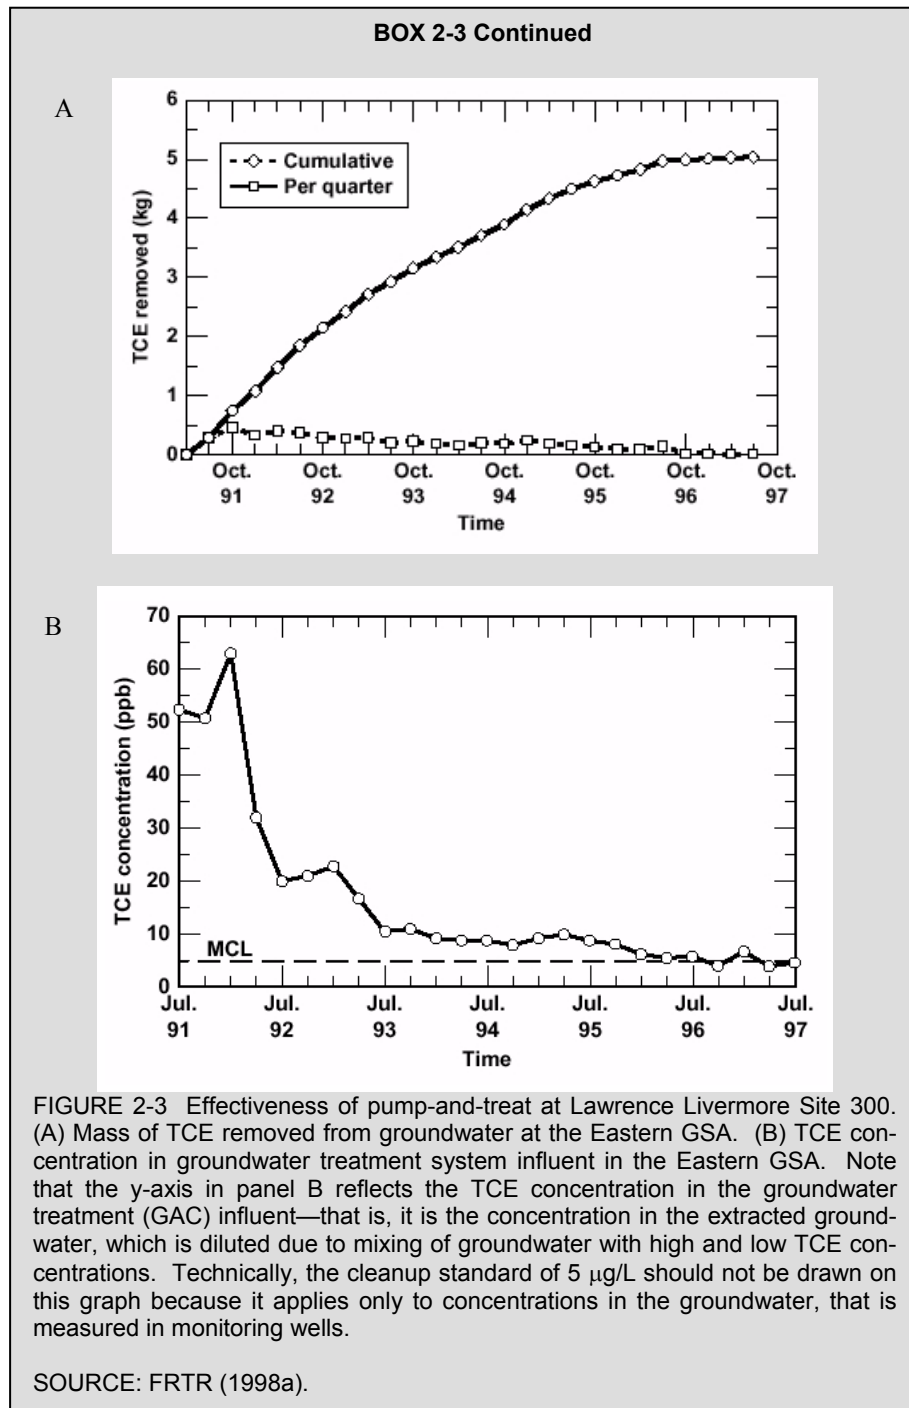 BOX 2-3 Continued
A
6
5
4
3
2
1
0
TCE removed (kg)
Cumulative
Per quarter
Oct. Oct. Oct. Oct. Oct. Oct. Oct.
91 92 93 94 95 96 97
Time
B
70
60
50
40
30
20
10
0
TCE concentration (ppb)
MCL
Jul. Jul. Jul. Jul. Jul. Jul. Jul.
91 92 93 94 95 96 97
Time
FIGURE 2-3 Effectiveness of pump-and-treat at Lawrence Livermore Site 300.
(A) Mass of TCE removed from groundwater at the Eastern GSA. (B) TCE con-
centration in groundwater treatment system influent in the Eastern GSA. Note
that the y-axis in panel B reflects the TCE concentration in the groundwater
treatment (GAC) influent—that is, it is the concentration in the extracted ground-
water, which is diluted due to mixing of groundwater with high and low TCE con-
centrations. Technically, the cleanup standard of 5 μg/L should not be drawn on
this graph because it applies only to concentrations in the groundwater, that is
measured in monitoring wells.
SOURCE: FRTR (1998a).